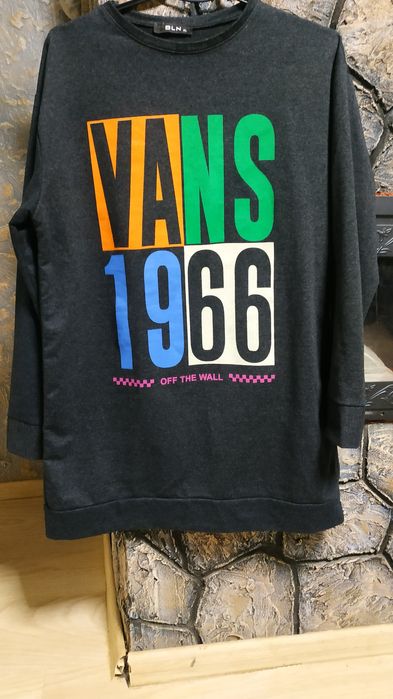 BLN
VANS
1966
OFF THE WALL